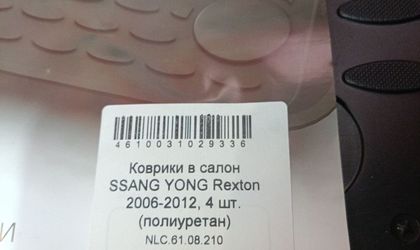 4610031029336
Коврики в салон
SSANG YONG Rexton
2006-2012, 4 шт.
(полиуретан)
NLC.61.08.210